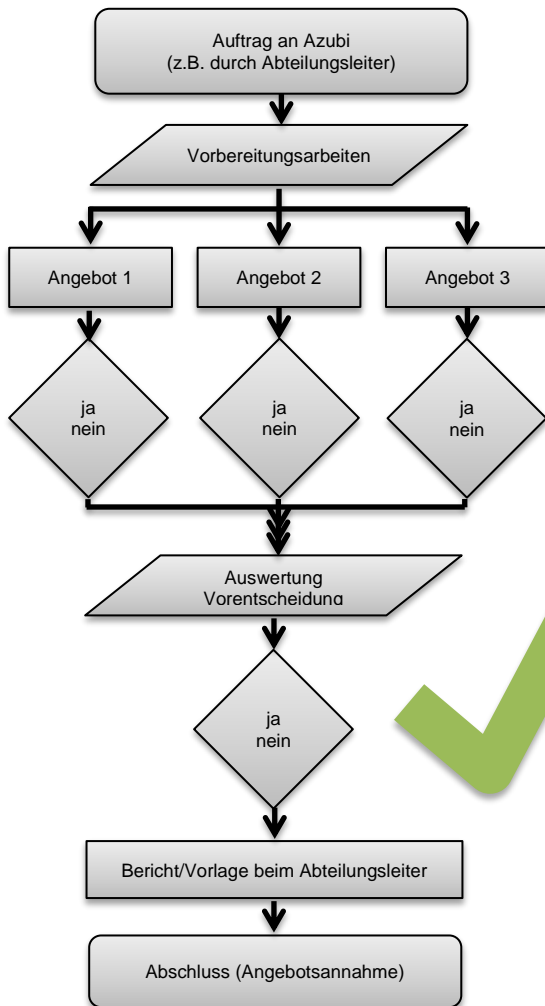 Auftrag an Azubi
(z.B. durch Abteilungsleiter)
Vorbereitungsarbeiten
Angebot 1
Angebot 2
Angebot 3
ja
nein
ja
nein
ja
nein
Auswertung
Vorentscheidung
ja
nein
Bericht/Vorlage beim Abteilungsleiter
Abschluss (Angebotsannahme)